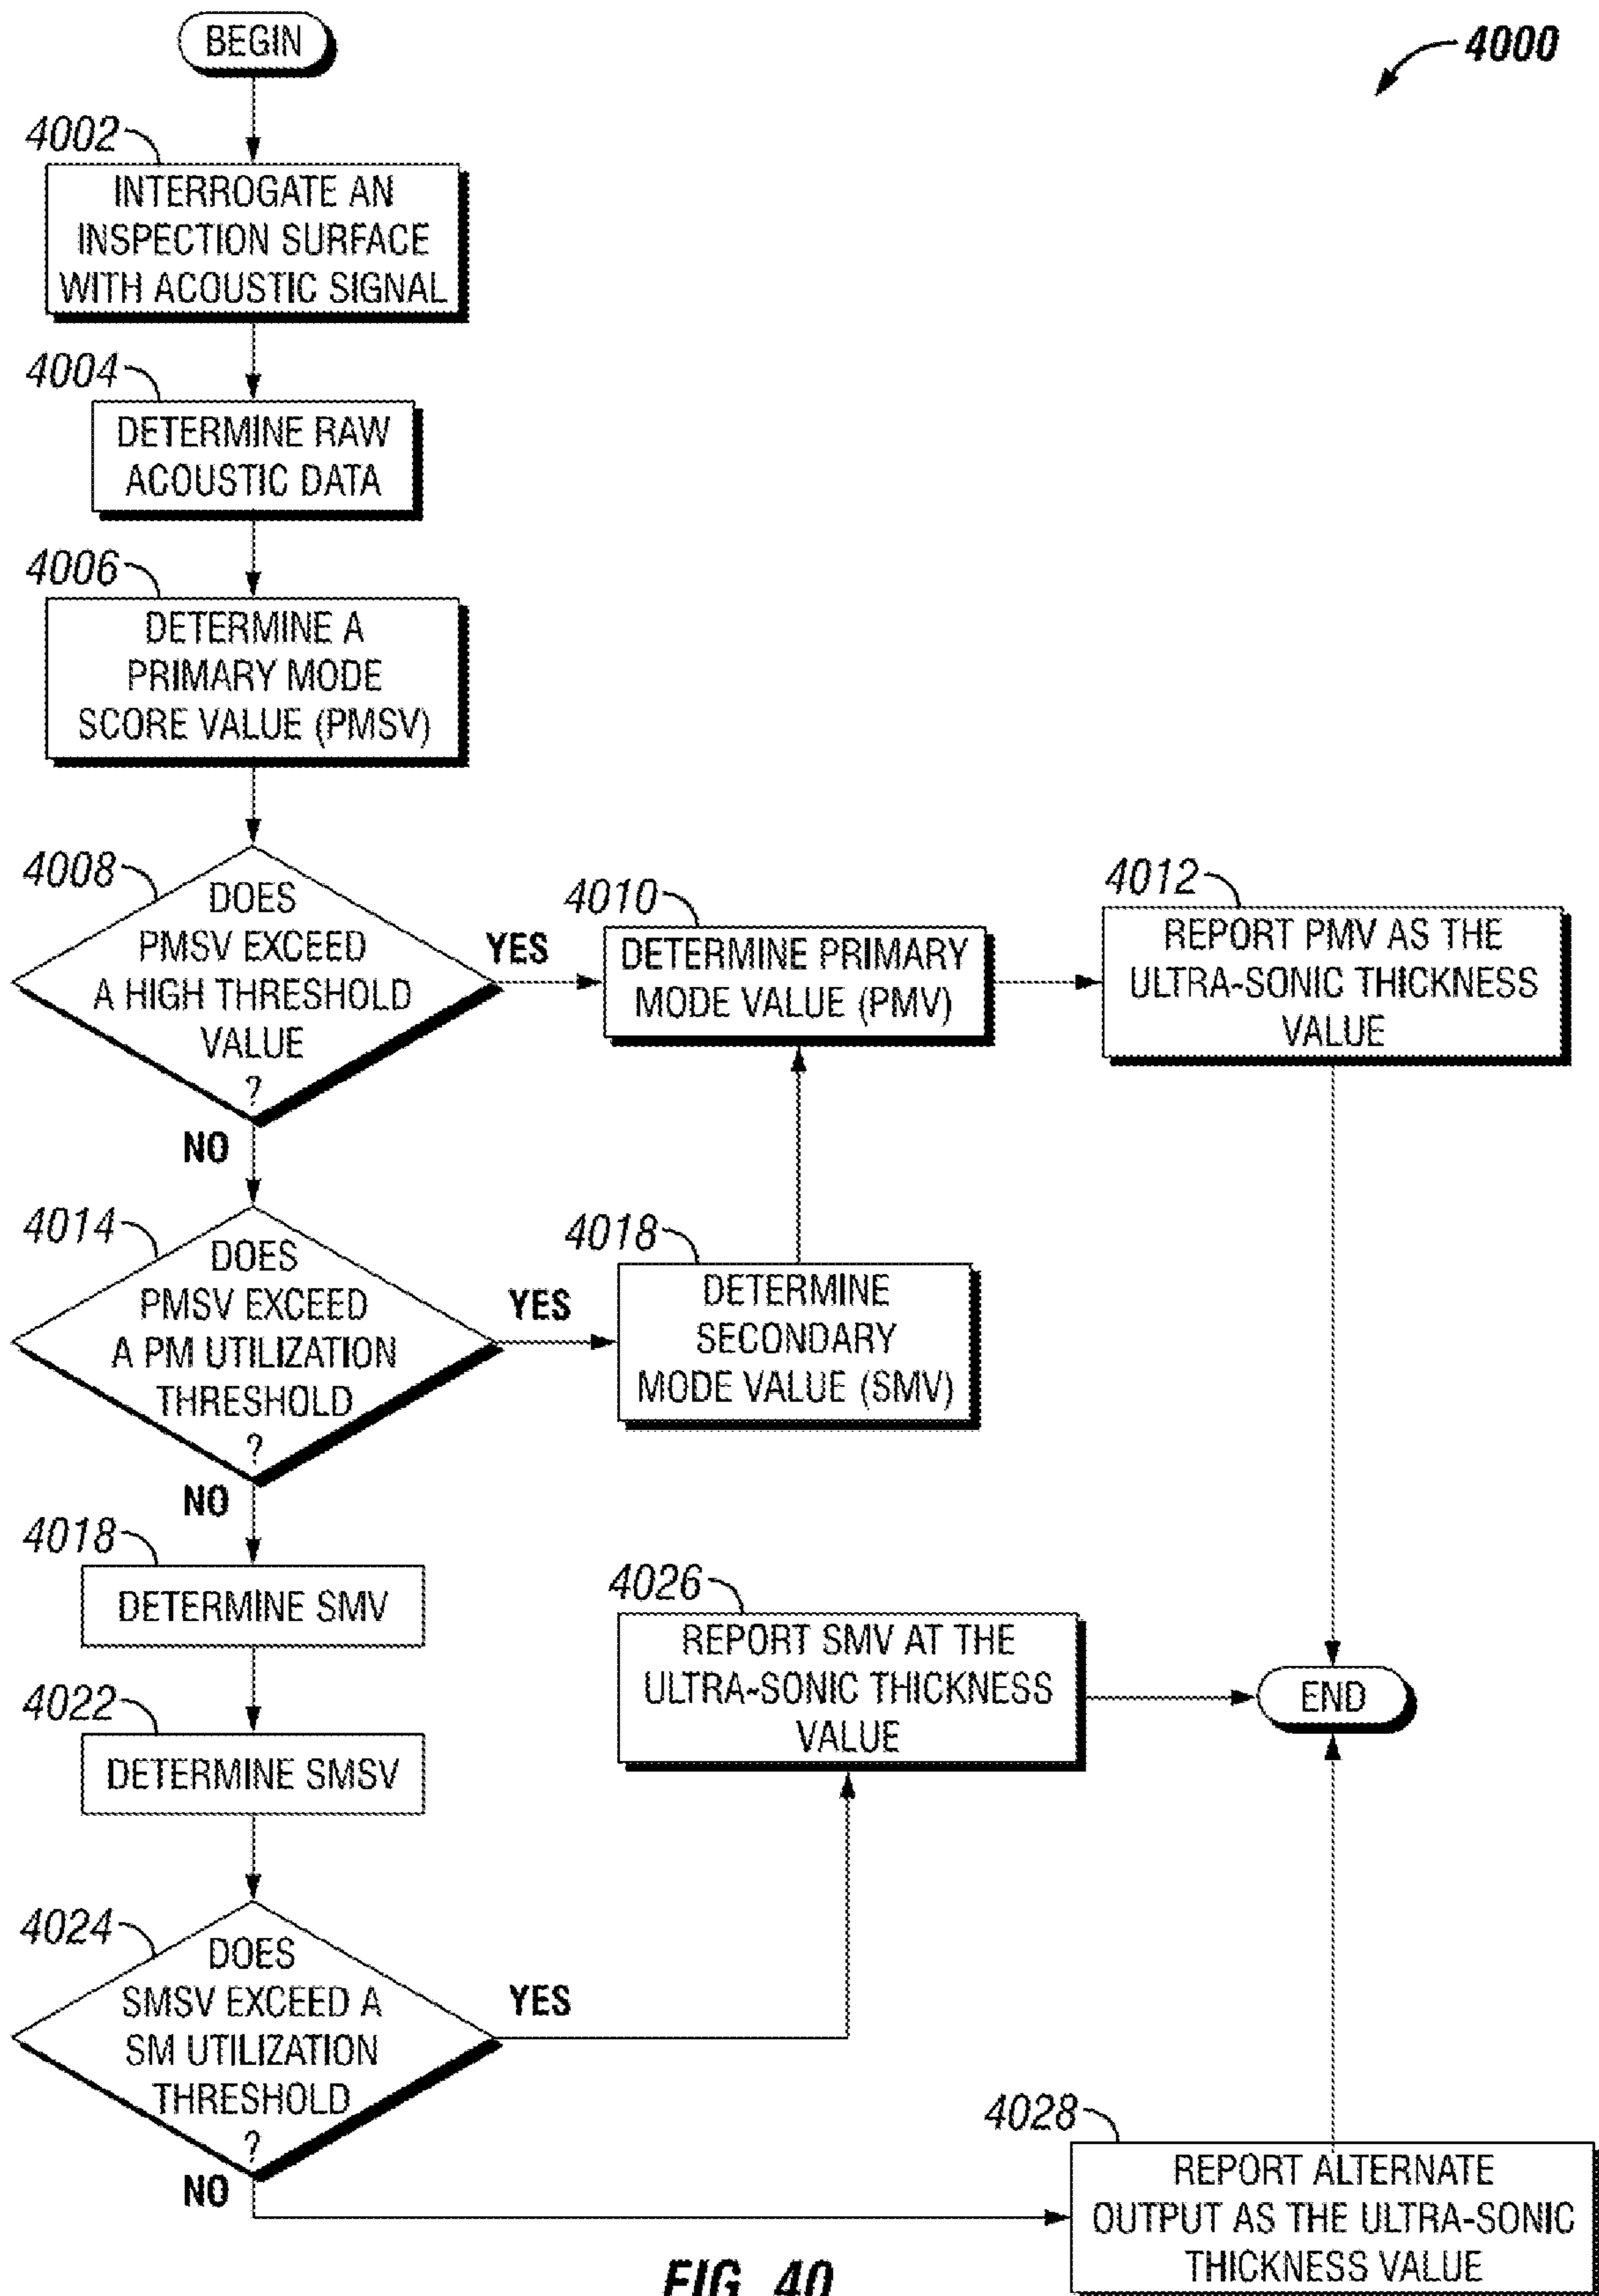 BEGIN
4000
4002
INTERROGATE AN
INSPECTION SURFACE
WITH ACOUSTIC SIGNAL
4004
DETERMINE RAW
ACOUSTIC DATA
4006
DETERMINE A
PRIMARY MODE
SCORE VALUE (PMSV)
4008
DOES
PMSV EXCEED
A HIGH THRESHOLD
VALUE
?
YES
NO
4010
DETERMINE PRIMARY
MODE VALUE (PMV)
4012
REPORT PMV AS THE
ULTRA-SONIC THICKNESS
VALUE
4014
DOES
PMSV EXCEED
A PM UTILIZATION
THRESHOLD
?
YES
NO
4018
DETERMINE
SECONDARY
MODE VALUE (SMV)
4018
DETERMINE SMV
4022
DETERMINE SMSV
4026
REPORT SMV AT THE
ULTRA-SONIC THICKNESS
VALUE
END
4024
DOES
SMSV EXCEED A
SM UTILIZATION
THRESHOLD
?
YES
NO
4028
REPORT ALTERNATE
OUTPUT AS THE ULTRA-SONIC
THICKNESS VALUE
FIG. 40